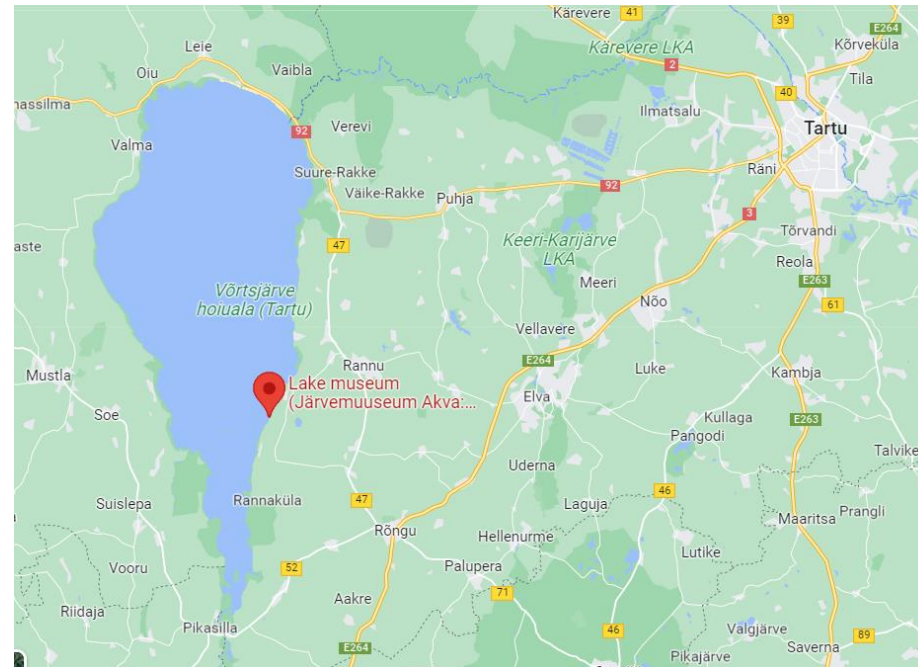 Kärevere
41
39
E264
Kõrveküla
Leie
Kärevere LKA
2
Oiu
Vaibla
Tila
40
Ilmatsalu
Tartu
Valma
92
Verevi
Räni
Suure-Rakke
Väike-Rakke
92
Puhja
3
Tõrvandi
47
Keeri-Karijärve
LKA
Reola
E263
Meeri
Võrtsjärve
hoiuala (Tartu)
Nõo
61
Vellavere
E264
Rannu
Luke
Kambja
Mustla
Lake museum
(Järvemuuseum Akva:...
Elva
Soe
Kullaga
E263
Pangodi
Uderna
Suislepa
Rannaküla
47
46
Laguja
Maaritsa
Prangli
Rõngu
Hellenurme
Lutike
Vooru
52
Palupera
71
Aakre
Riidaja
Pikasilla
46
Valgjärve
89
E264
Pikajärve
Saverna